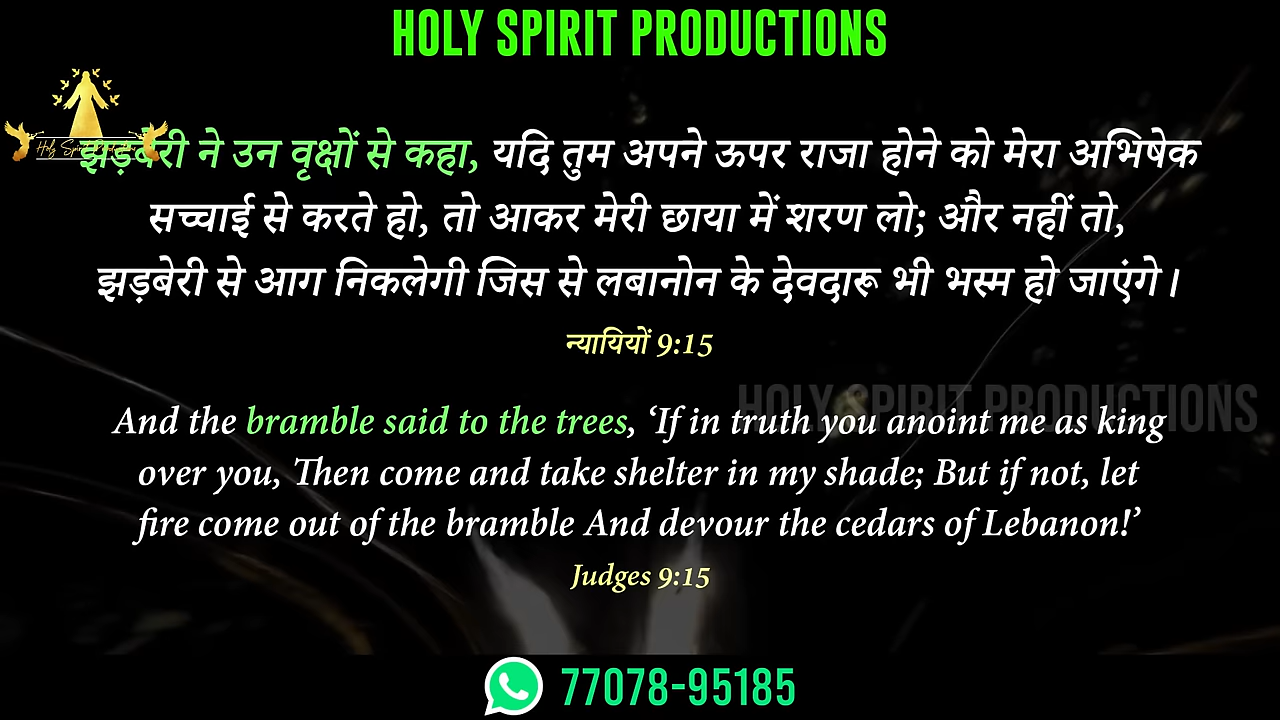 HOLY SPIRIT PRODUCTIONS
Holy Spirit Productions
झड़बेरी ने उन वृक्षों से कहा, यदि तुम अपने ऊपर राजा होने को मेरा अभिषेक
सच्चाई से करते हो, तो आकर मेरी छाया में शरण लो; और नहीं तो,
झड़बेरी से आग निकलेगी जिस से लबानोन के देवदारू भी भस्म हो जाएंगे।
न्यायियों 9:15
HOLY SPIRIT PRODUCTIONS
And the bramble said to the trees, ‘If in truth you anoint me as king
over you, Then come and take shelter in my shade; But if not, let
fire come out of the bramble And devour the cedars of Lebanon!’
Judges 9:15
77078-95185